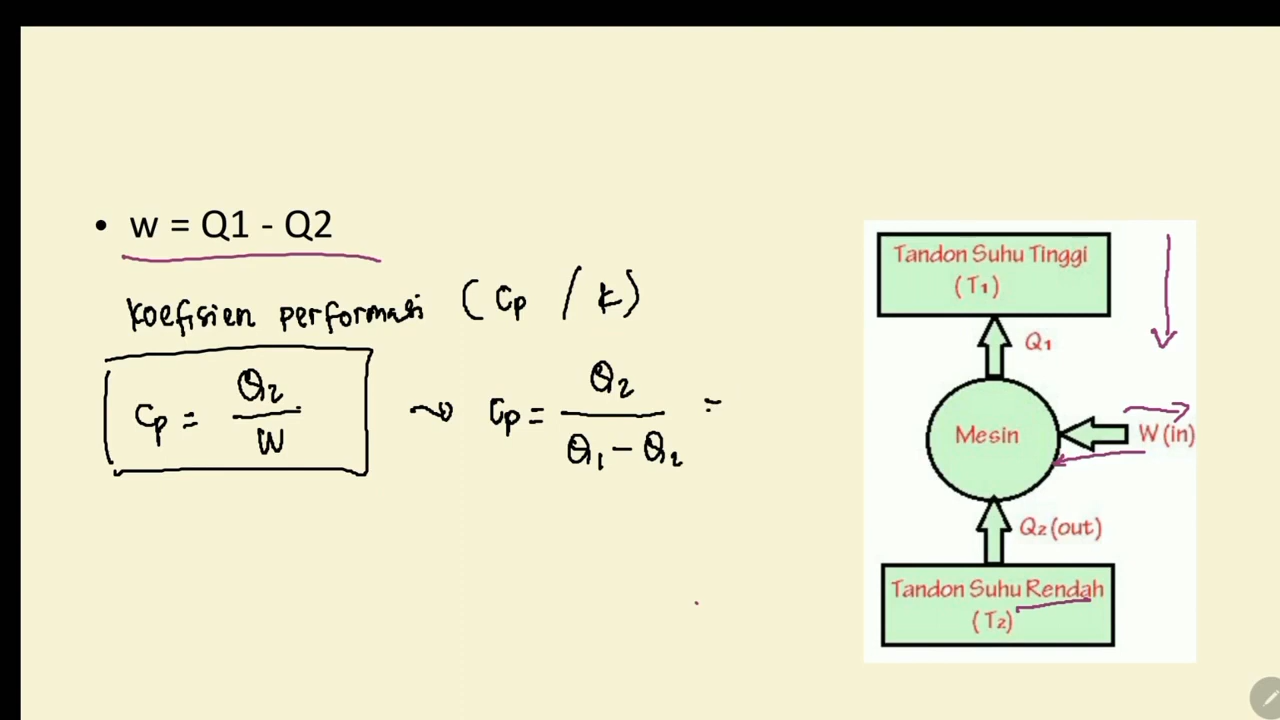 • w = Q1 - Q2
koefisien performasi (Cp / K)
Cp = Q2 / W ~> Cp = Q2 / Q1 - Q2 =
Tandon Suhu Tinggi
(T1)
Q1
Mesin
W (in)
Q2 (out)
Tandon Suhu Rendah
(T2)